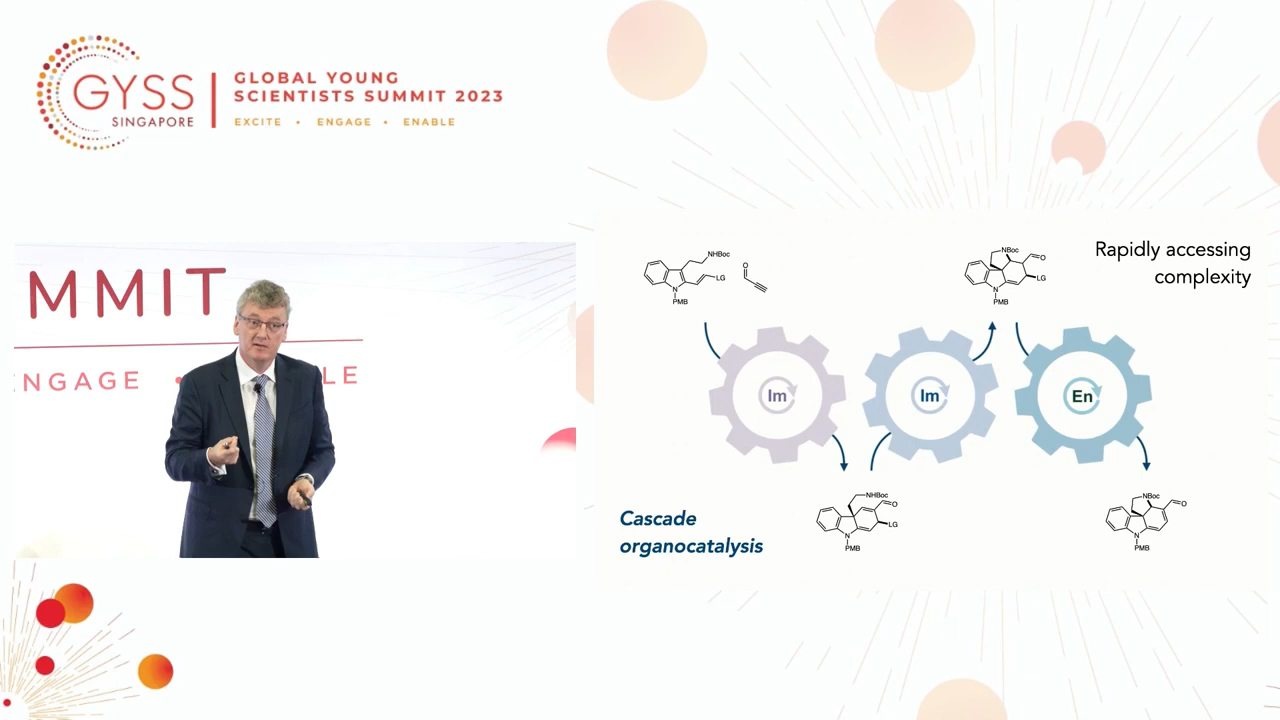 GYSS
SINGAPORE
GLOBAL YOUNG
SCIENTISTS SUMMIT 2023
EXCITE • ENGAGE • ENABLE
MMIT
NGAGE • LE
Rapidly accessing
complexity
NHBoc
LG
O
N
PMB
NBoc
O
LG
N
PMB
Im
Im
En
Cascade
organocatalysis
NHBoc
O
LG
N
PMB
NBoc
O
N
PMB